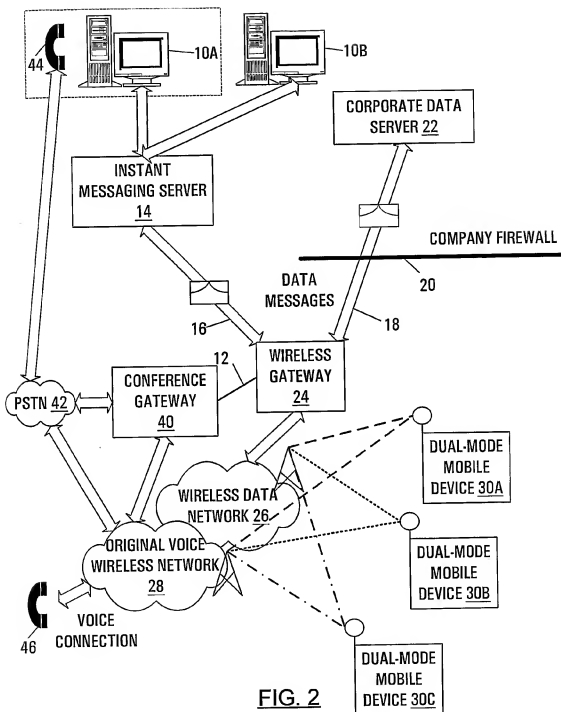 44
10A
10B
CORPORATE DATA
SERVER 22
INSTANT
MESSAGING SERVER
14
COMPANY FIREWALL
20
DATA
MESSAGES
16
18
12
WIRELESS
GATEWAY
24
CONFERENCE
GATEWAY
40
PSTN 42
DUAL-MODE
MOBILE
DEVICE 30A
WIRELESS DATA
NETWORK 26
DUAL-MODE
MOBILE
DEVICE 30B
ORIGINAL VOICE
WIRELESS NETWORK
28
46
VOICE
CONNECTION
DUAL-MODE
MOBILE
DEVICE 30C
FIG. 2